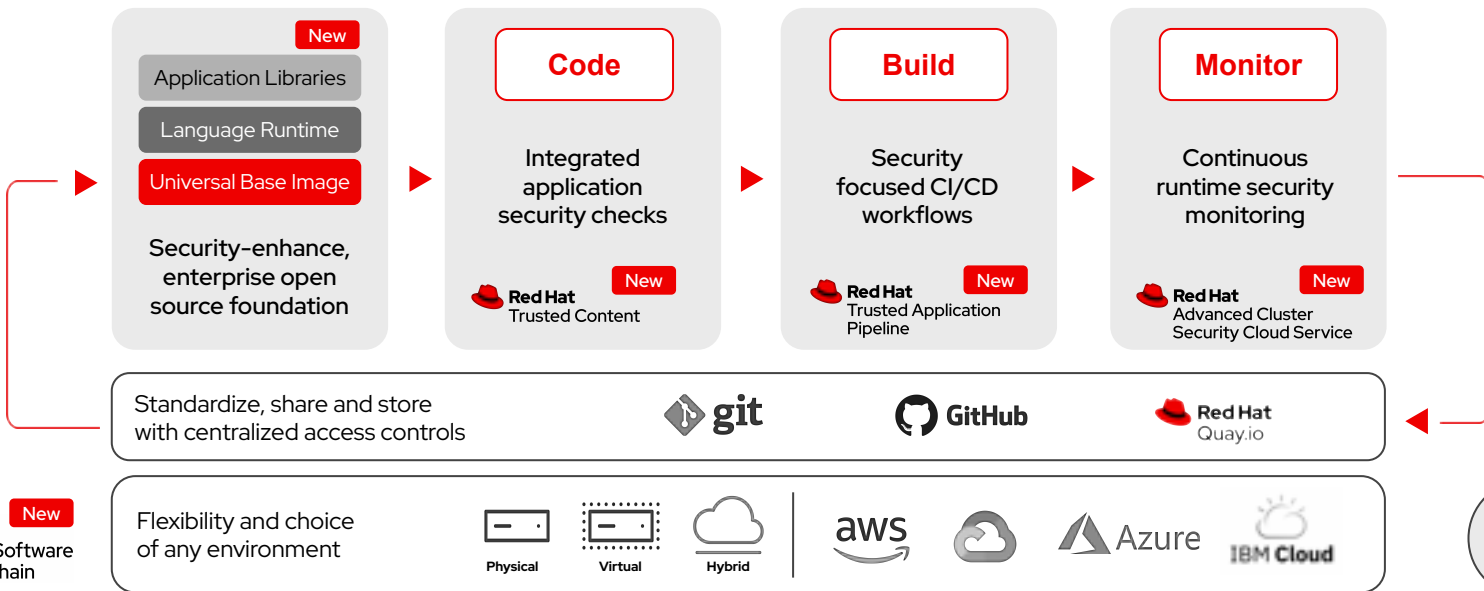 New
Application Libraries
Language Runtime
Universal Base Image
Security-enhance,
enterprise open
source foundation
Code
Integrated
application
security checks
New
Red Hat
Trusted Content
Build
Security
focused CI/CD
workflows
New
Red Hat
Trusted Application
Pipeline
Monitor
Continuous
runtime security
monitoring
New
Red Hat
Advanced Cluster
Security Cloud Service
Standardize, share and store
with centralized access controls
git
GitHub
Red Hat
Quay.io
New
Software
hain
Flexibility and choice
of any environment
Physical
Virtual
Hybrid
aws
Azure
IBM Cloud